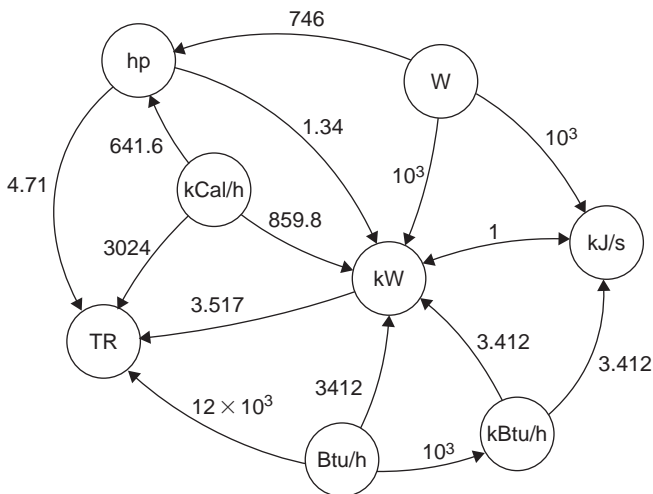 746
hp
W
1.34
10³
641.6
10³
4.71
kCal/h
859.8
1
3024
kW
kJ/s
3.517
TR
3.412
3412
3.412
12 × 10³
kBtu/h
Btu/h
10³